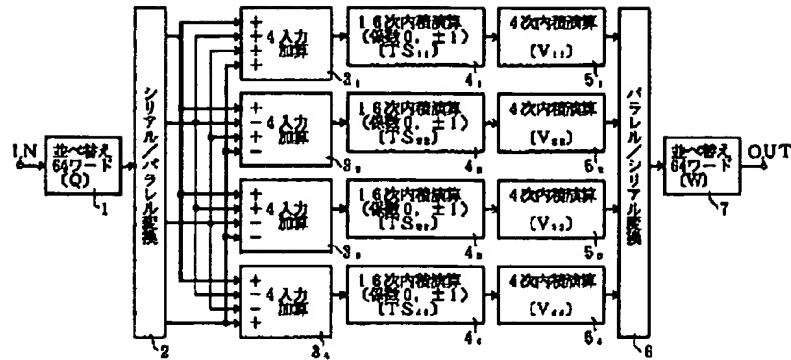 IN
並べ替え
64ワード
(Q)
1
シリアル/パラレル変換
2
+
+
+
+
4入力
加算
3₁
16次内積演算
(係数0, ±1)
[TS₁₁]
4₁
4次内積演算
[V₁₁]
5₁
+
-
+
-
4入力
加算
3₂
16次内積演算
(係数0, ±1)
[TS₂₂]
4₂
4次内積演算
[V₂₂]
5₂
+
+
-
-
4入力
加算
3₃
16次内積演算
(係数0, ±1)
[TS₃₃]
4₃
4次内積演算
[V₃₃]
5₃
+
-
-
+
4入力
加算
3₄
16次内積演算
(係数0, ±1)
[TS₄₄]
4₄
4次内積演算
[V₄₄]
5₄
パラレル/シリアル変換
6
並べ替え
64ワード
(W)
7
OUT